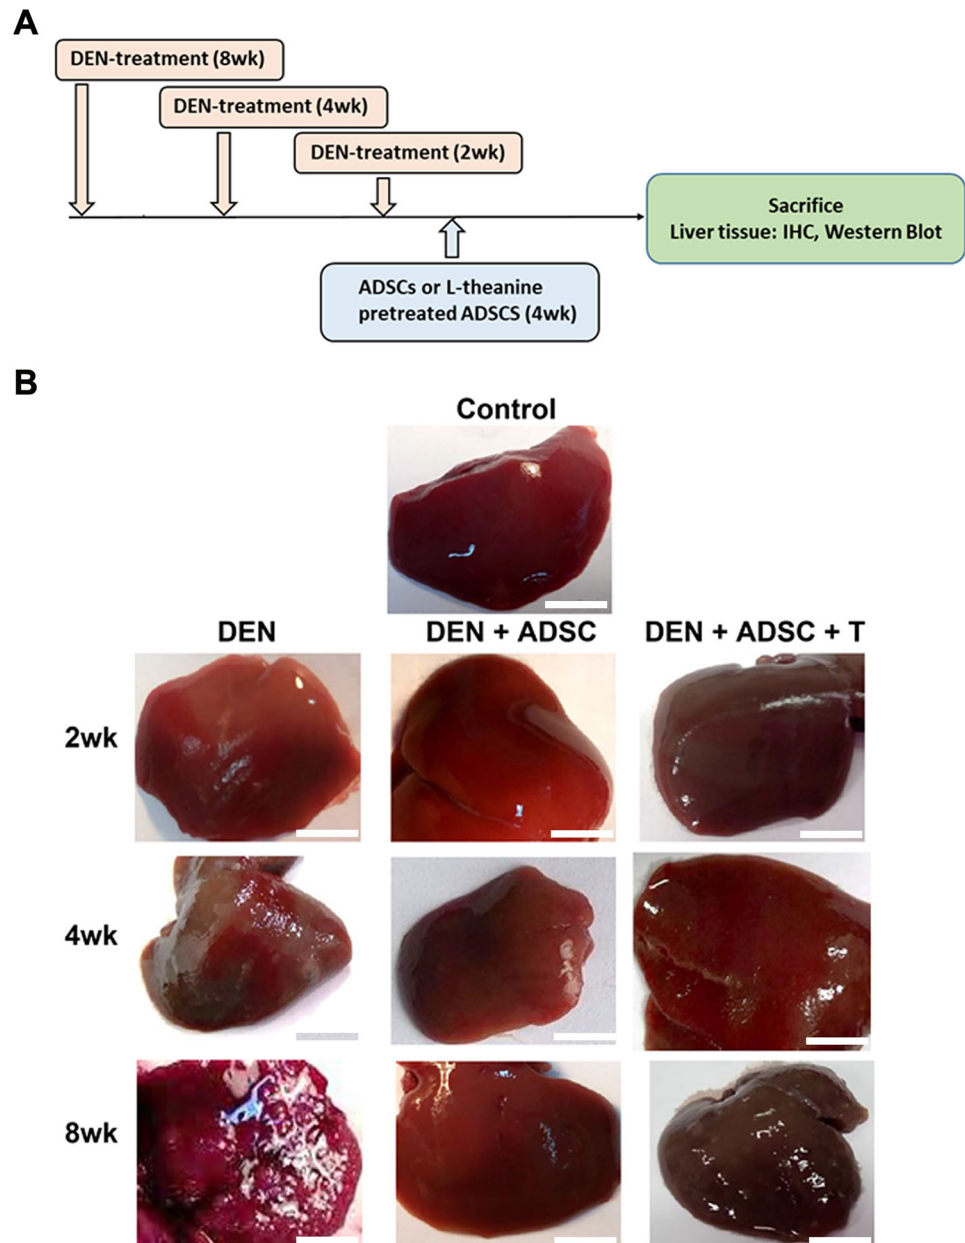 A
DEN-treatment (8wk)
DEN-treatment (4wk)
DEN-treatment (2wk)
Sacrifice
Liver tissue: IHC, Western Blot
ADSCs or L-theanine
pretreated ADSCS (4wk)
B
Control
DEN
DEN + ADSC
DEN + ADSC + T
2wk
4wk
8wk